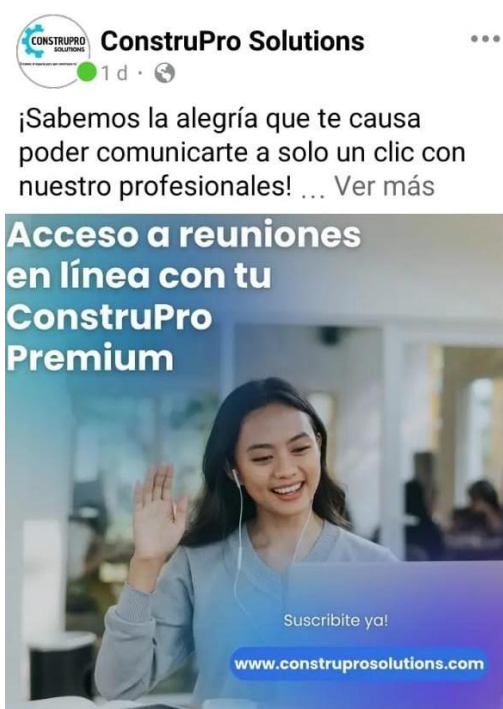 CONSTRUPRO
SOLUTIONS
ConstruPro Solutions
1 d ·
¡Sabemos la alegría que te causa
poder comunicarte a solo un clic con
nuestro profesionales! ... Ver más
Acceso a reuniones
en línea con tu
ConstruPro
Premium
Suscribite ya!
www.construprosolutions.com